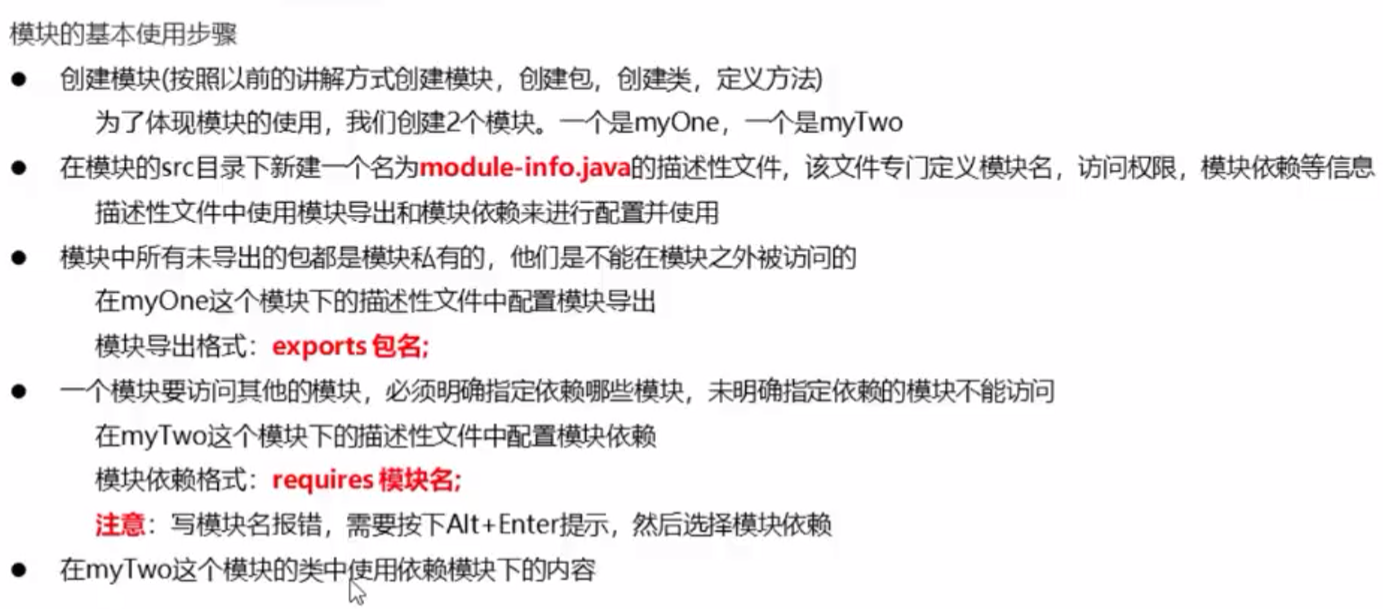 模块的基本使用步骤
● 创建模块(按照以前的讲解方式创建模块，创建包，创建类，定义方法)
为了体现模块的使用，我们创建2个模块。一个是myOne，一个是myTwo
● 在模块的src目录下新建一个名为module-info.java的描述性文件，该文件专门定义模块名，访问权限，模块依赖等信息
描述性文件中使用模块导出和模块依赖来进行配置并使用
● 模块中所有未导出的包都是模块私有的，他们是不能在模块之外被访问的
在myOne这个模块下的描述性文件中配置模块导出
模块导出格式：exports 包名;
● 一个模块要访问其他的模块，必须明确指定依赖哪些模块，未明确指定依赖的模块不能访问
在myTwo这个模块下的描述性文件中配置模块依赖
模块依赖格式：requires 模块名;
注意：写模块名报错，需要按下Alt+Enter提示，然后选择模块依赖
● 在myTwo这个模块的类中使用依赖模块下的内容